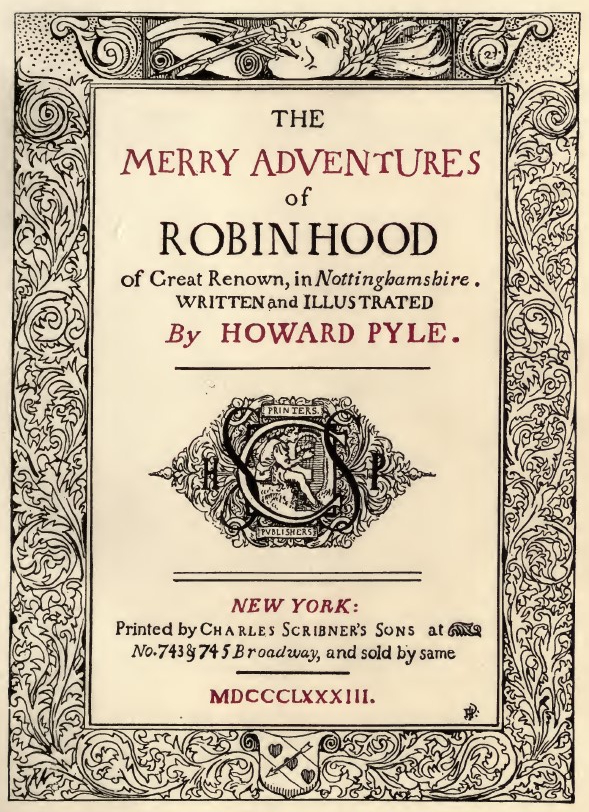 THE
MERRY ADVENTURES
of
ROBIN HOOD
of Great Renown, in Nottinghamshire.
WRITTEN and ILLUSTRATED
By HOWARD PYLE.
PRINTERS.
H P
PUBLISHERS
NEW YORK:
Printed by CHARLES SCRIBNER'S SONS at
No. 743 & 745 Broadway, and sold by same
MDCCCLXXXIII.